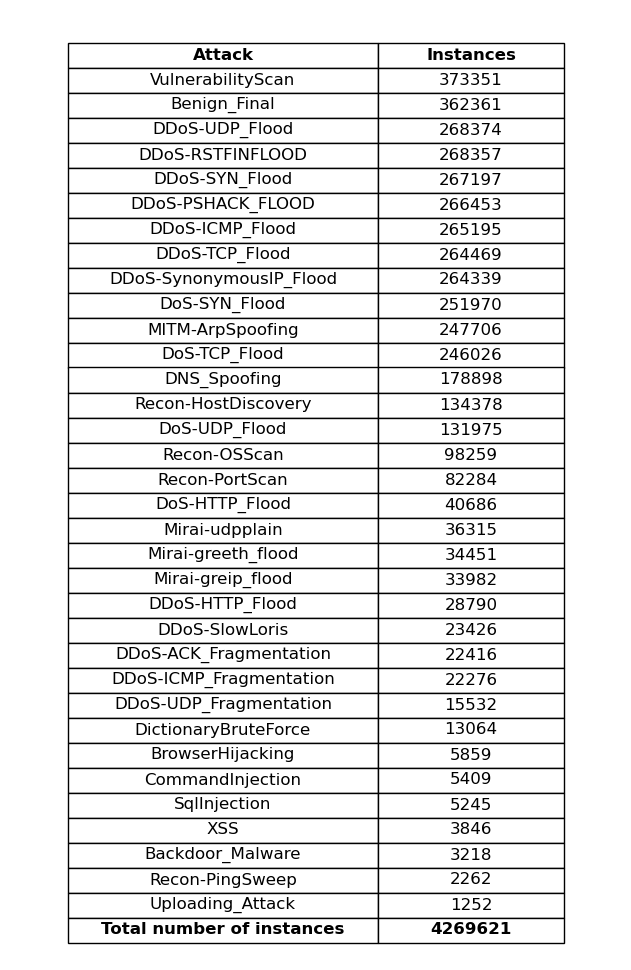 Attack Instances
VulnerabilityScan 373351
Benign_Final 362361
DDoS-UDP_Flood 268374
DDoS-RSTFINFLOOD 268357
DDoS-SYN_Flood 267197
DDoS-PSHACK_FLOOD 266453
DDoS-ICMP_Flood 265195
DDoS-TCP_Flood 264469
DDoS-SynonymousIP_Flood 264339
DoS-SYN_Flood 251970
MITM-ArpSpoofing 247706
DoS-TCP_Flood 246026
DNS_Spoofing 178898
Recon-HostDiscovery 134378
DoS-UDP_Flood 131975
Recon-OSScan 98259
Recon-PortScan 82284
DoS-HTTP_Flood 40686
Mirai-udpplain 36315
Mirai-greeth_flood 34451
Mirai-greip_flood 33982
DDoS-HTTP_Flood 28790
DDoS-SlowLoris 23426
DDoS-ACK_Fragmentation 22416
DDoS-ICMP_Fragmentation 22276
DDoS-UDP_Fragmentation 15532
DictionaryBruteForce 13064
BrowserHijacking 5859
CommandInjection 5409
SqlInjection 5245
XSS 3846
Backdoor_Malware 3218
Recon-PingSweep 2262
Uploading_Attack 1252
Total number of instances 4269621